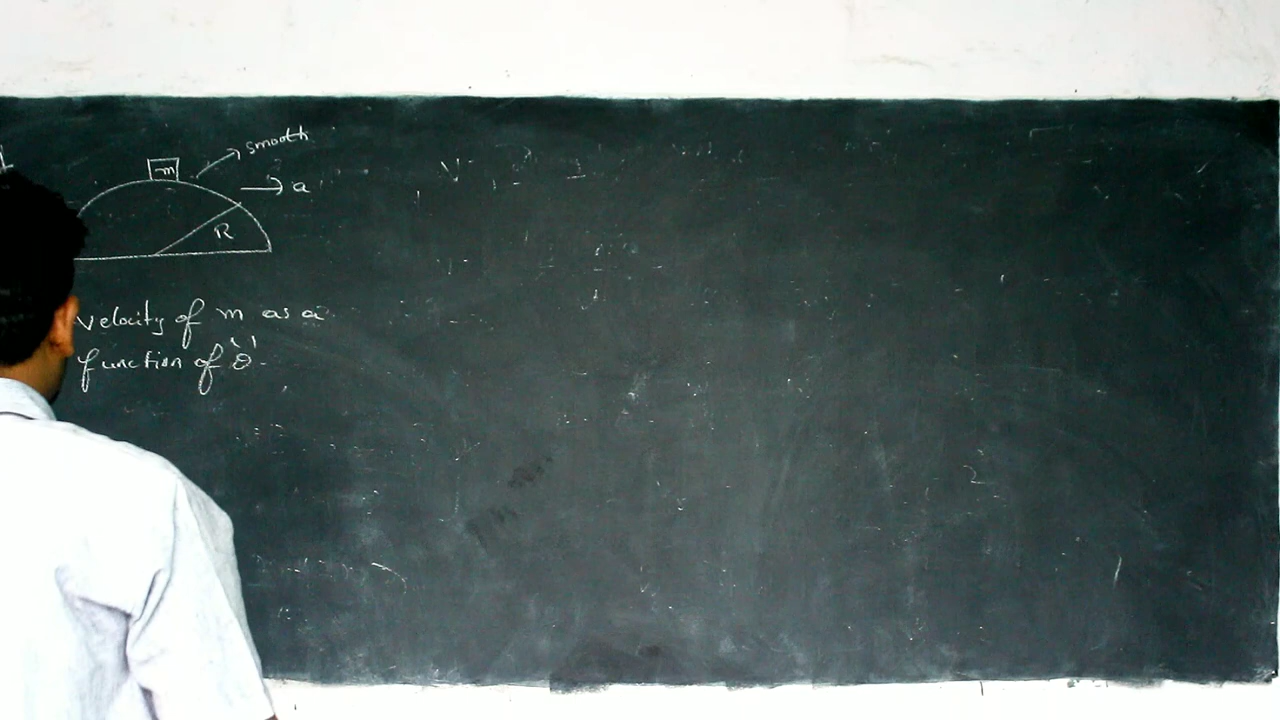 smooth
m
a
R
velocity of m as a
function of 'θ'